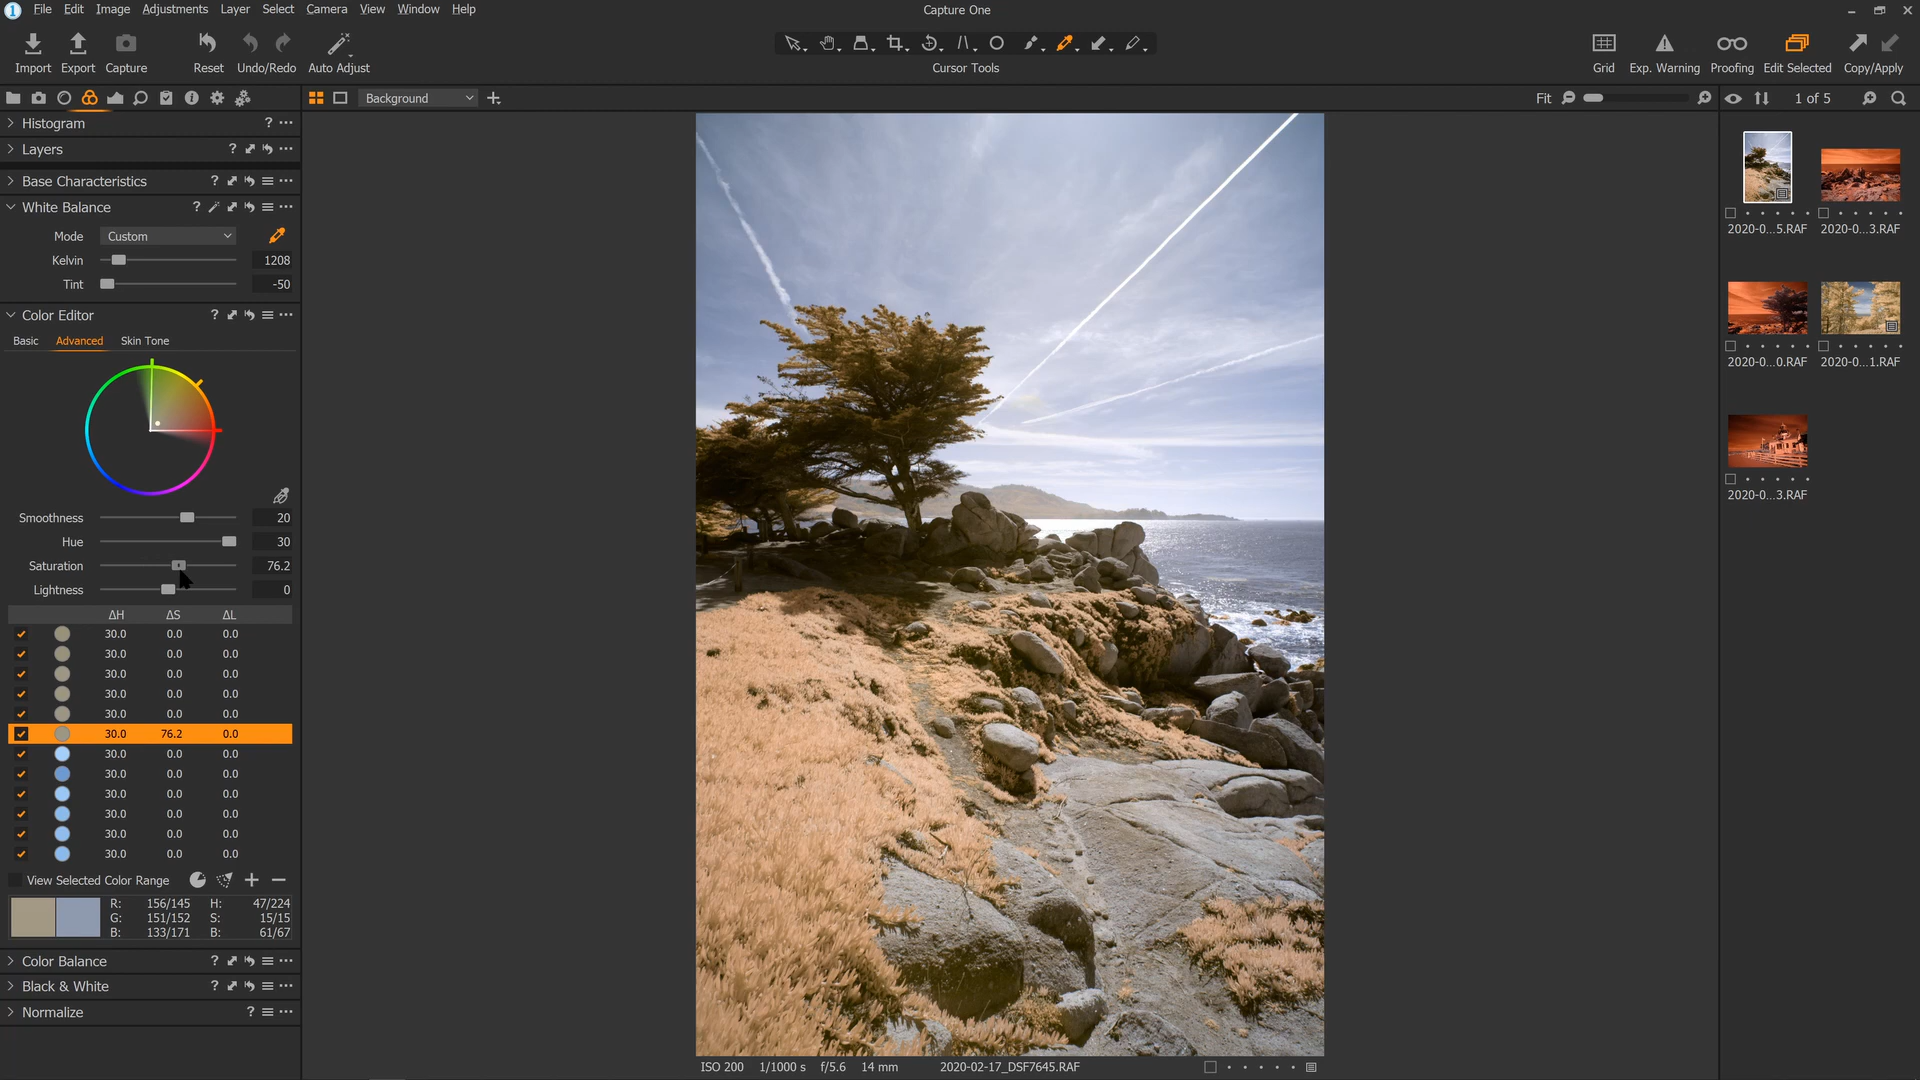 File Edit Image Adjustments Layer Select Camera View Window Help
Capture One
Import Export Capture Reset Undo/Redo Auto Adjust
Cursor Tools
Grid Exp. Warning Proofing Edit Selected Copy/Apply
Background
Fit
1 of 5
Histogram
Layers
Base Characteristics
White Balance
Mode Custom
Kelvin 1208
Tint -50
Color Editor
Basic Advanced Skin Tone
Smoothness 20
Hue 30
Saturation 76.2
Lightness 0
ΔH ΔS ΔL
30.0 0.0 0.0
30.0 0.0 0.0
30.0 0.0 0.0
30.0 0.0 0.0
30.0 0.0 0.0
30.0 76.2 0.0
30.0 0.0 0.0
30.0 0.0 0.0
30.0 0.0 0.0
30.0 0.0 0.0
30.0 0.0 0.0
30.0 0.0 0.0
View Selected Color Range
R: 156/145 H: 47/224
G: 151/152 S: 15/15
B: 133/171 B: 61/67
Color Balance
Black & White
Normalize
ISO 200 1/1000 s f/5.6 14 mm 2020-02-17_DSF7645.RAF
2020-0...5.RAF 2020-0...3.RAF
2020-0...0.RAF 2020-0...1.RAF
2020-0...3.RAF